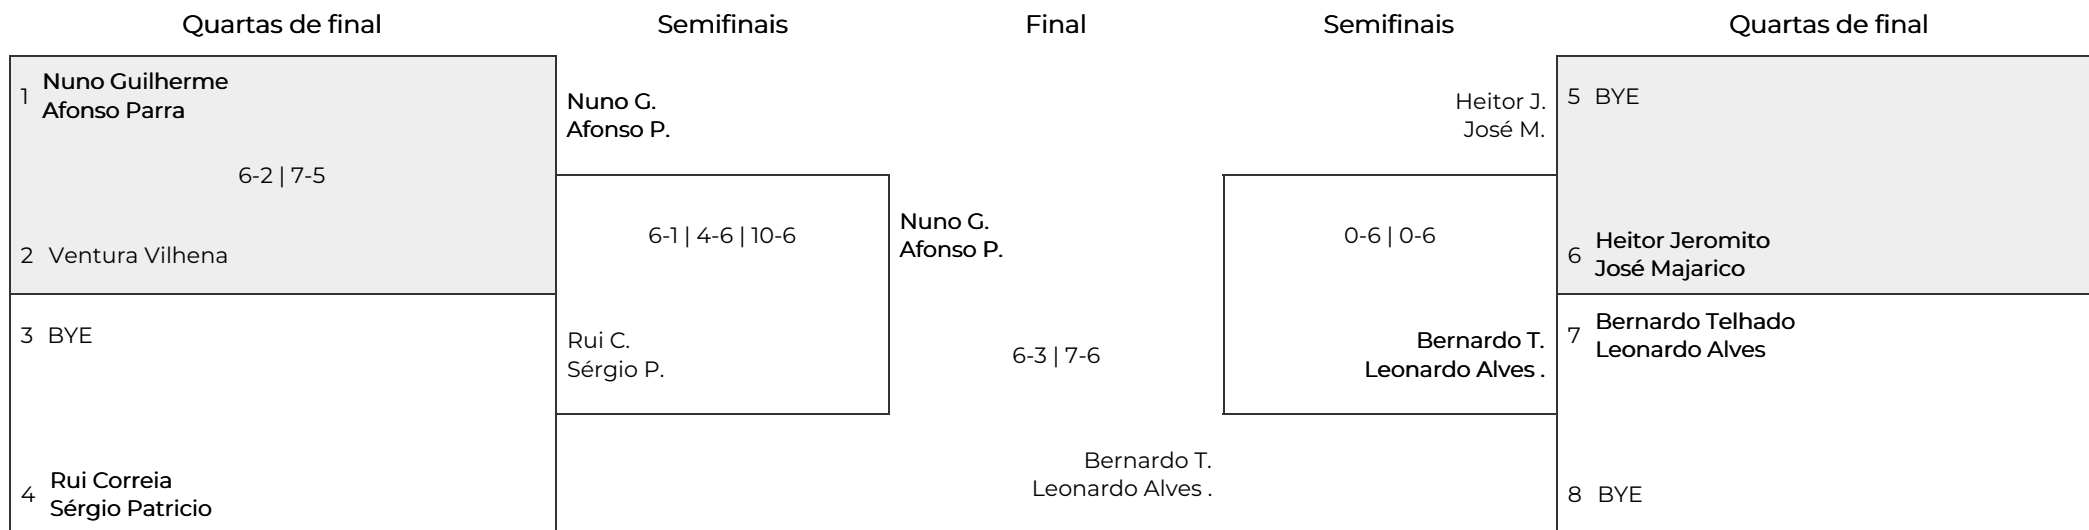 Quartas de final
Semifinais
Final
Semifinais
Quartas de final
1
Nuno Guilherme
Afonso Parra
6-2 | 7-5
2 Ventura Vilhena
3 BYE
4
Rui Correia
Sérgio Patricio
Nuno G.
Afonso P.
6-1 | 4-6 | 10-6
Rui C.
Sérgio P.
Nuno G.
Afonso P.
6-3 | 7-6
Bernardo T.
Leonardo Alves .
Heitor J.
José M.
0-6 | 0-6
Bernardo T.
Leonardo Alves .
5 BYE
6
Heitor Jeromito
José Majarico
7
Bernardo Telhado
Leonardo Alves
8 BYE